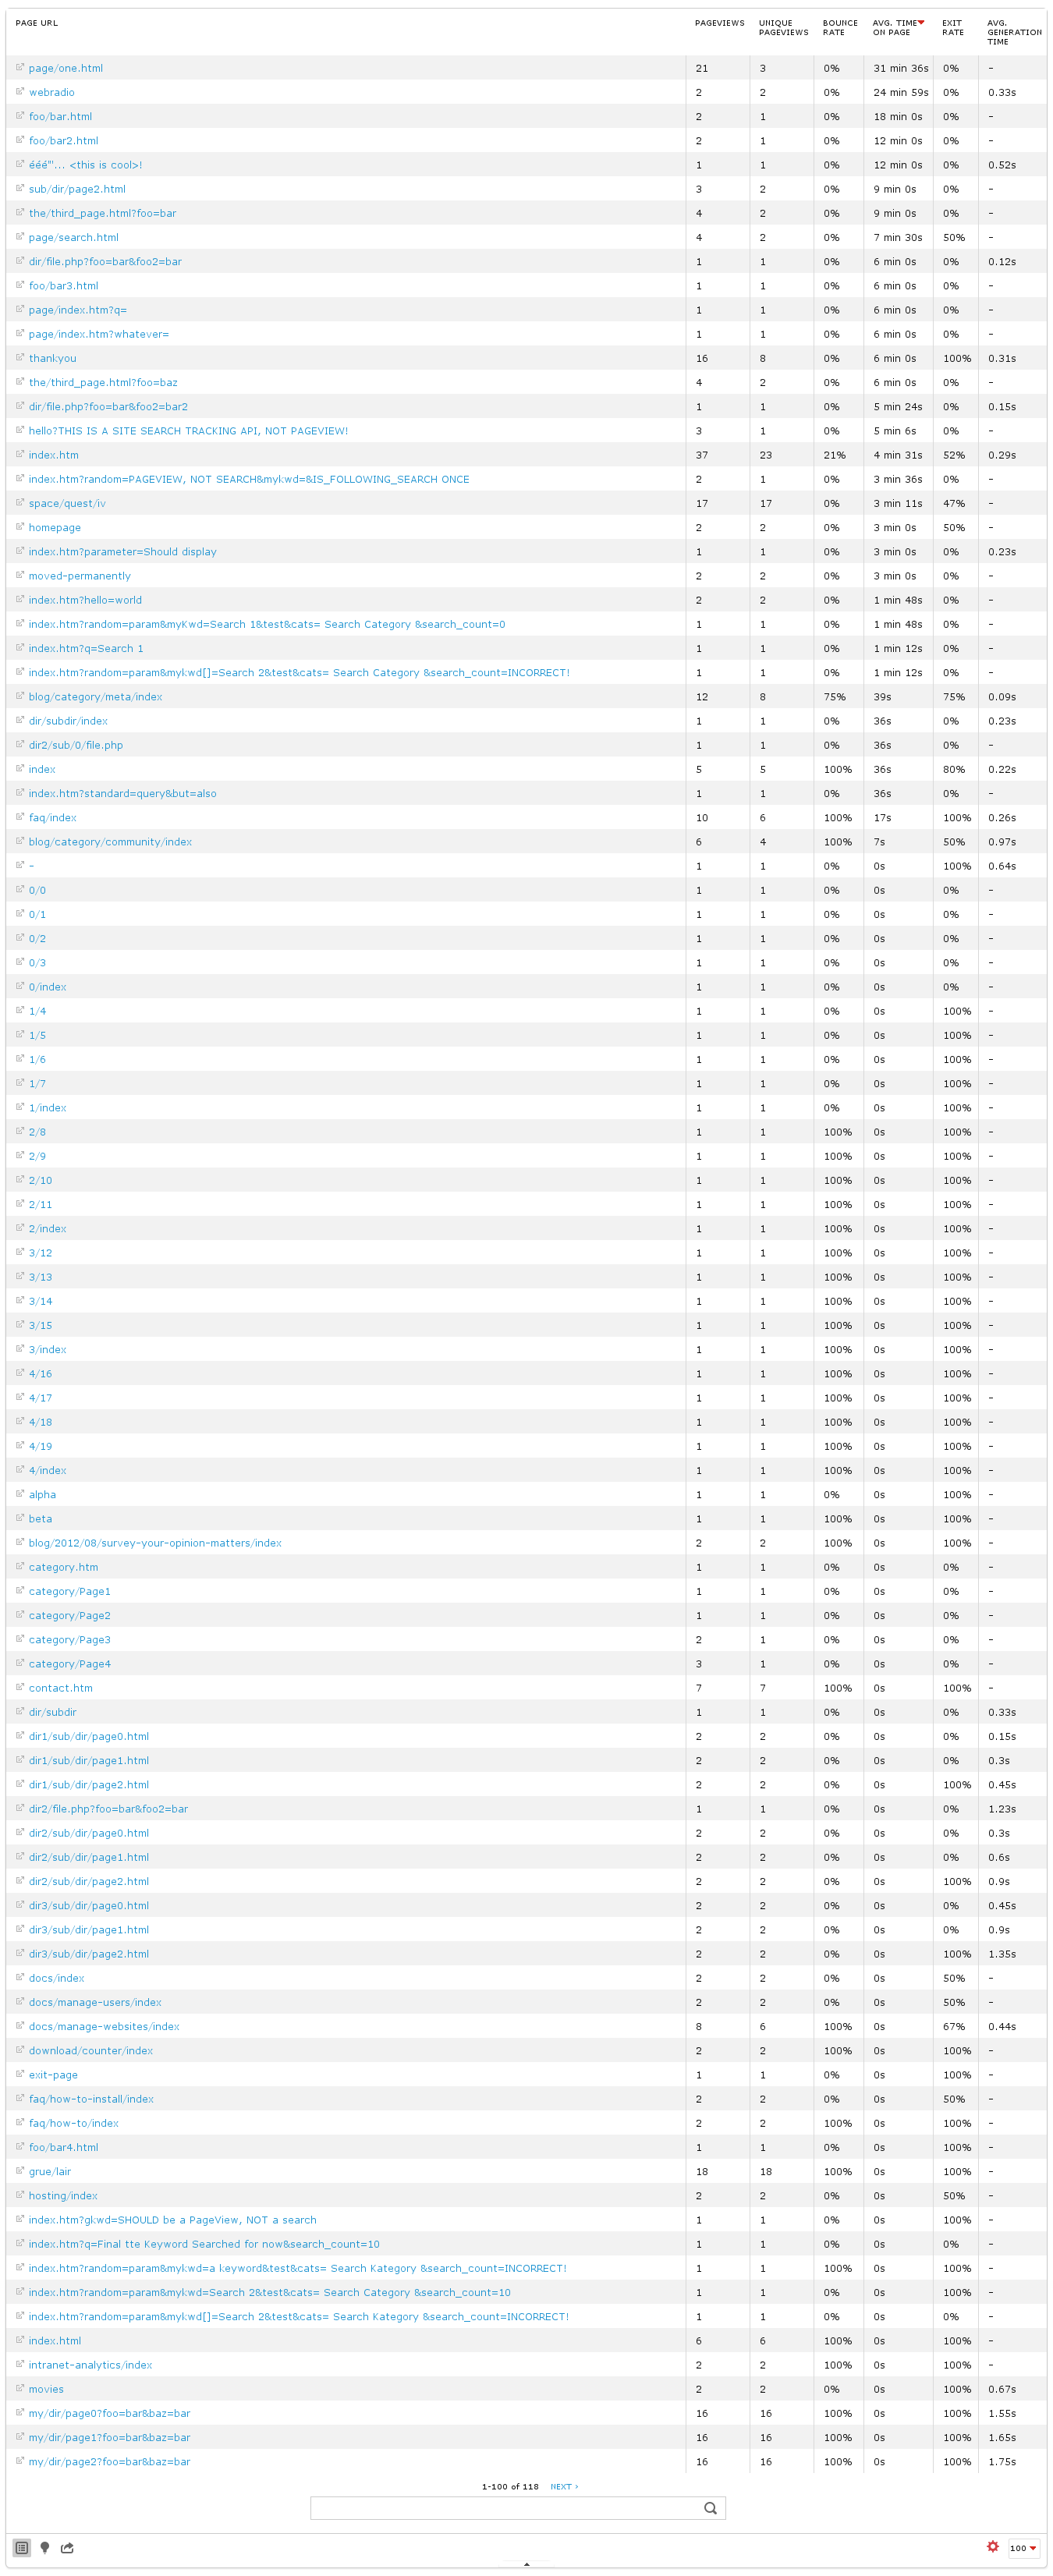 PAGE URL PAGEVIEWS UNIQUE PAGEVIEWS BOUNCE RATE AVG. TIME ON PAGE EXIT RATE AVG. GENERATION TIME
page/one.html 21 3 0% 31 min 36s 0% -
webradio 2 2 0% 24 min 59s 0% 0.33s
foo/bar.html 2 1 0% 18 min 0s 0% -
foo/bar2.html 2 1 0% 12 min 0s 0% -
ééé"'... <this is cool>! 1 1 0% 12 min 0s 0% 0.52s
sub/dir/page2.html 3 2 0% 9 min 0s 0% -
the/third_page.html?foo=bar 4 2 0% 9 min 0s 0% -
page/search.html 4 2 0% 7 min 30s 50% -
dir/file.php?foo=bar&foo2=bar 1 1 0% 6 min 0s 0% 0.12s
foo/bar3.html 1 1 0% 6 min 0s 0% -
page/index.htm?q= 1 1 0% 6 min 0s 0% -
page/index.htm?whatever= 1 1 0% 6 min 0s 0% -
thankyou 16 8 0% 6 min 0s 100% 0.31s
the/third_page.html?foo=baz 4 2 0% 6 min 0s 0% -
dir/file.php?foo=bar&foo2=bar2 1 1 0% 5 min 24s 0% 0.15s
hello?THIS IS A SITE SEARCH TRACKING API, NOT PAGEVIEW! 3 1 0% 5 min 6s 0% -
index.htm 37 23 21% 4 min 31s 52% 0.29s
index.htm?random=PAGEVIEW, NOT SEARCH&mykwd=&IS_FOLLOWING_SEARCH ONCE 2 1 0% 3 min 36s 0% -
space/quest/iv 17 17 0% 3 min 11s 47% -
homepage 2 2 0% 3 min 0s 50% -
index.htm?parameter=Should display 1 1 0% 3 min 0s 0% 0.23s
moved-permanently 2 2 0% 3 min 0s 0% -
index.htm?hello=world 2 2 0% 1 min 48s 0% -
index.htm?random=param&myKwd=Search 1&test&cats= Search Category &search_count=0 1 1 0% 1 min 48s 0% -
index.htm?q=Search 1 1 1 0% 1 min 12s 0% -
index.htm?random=param&mykwd[]=Search 2&test&cats= Search Category &search_count=INCORRECT! 1 1 0% 1 min 12s 0% -
blog/category/meta/index 12 8 75% 39s 75% 0.09s
dir/subdir/index 1 1 0% 36s 0% 0.23s
dir2/sub/0/file.php 1 1 0% 36s 0% -
index 5 5 100% 36s 80% 0.22s
index.htm?standard=query&but=also 1 1 0% 36s 0% -
faq/index 10 6 100% 17s 100% 0.26s
blog/category/community/index 6 4 100% 7s 50% 0.97s
- 1 1 0% 0s 100% 0.64s
0/0 1 1 0% 0s 0% -
0/1 1 1 0% 0s 0% -
0/2 1 1 0% 0s 0% -
0/3 1 1 0% 0s 0% -
0/index 1 1 0% 0s 0% -
1/4 1 1 0% 0s 100% -
1/5 1 1 0% 0s 100% -
1/6 1 1 0% 0s 100% -
1/7 1 1 0% 0s 100% -
1/index 1 1 0% 0s 100% -
2/8 1 1 100% 0s 100% -
2/9 1 1 100% 0s 100% -
2/10 1 1 100% 0s 100% -
2/11 1 1 100% 0s 100% -
2/index 1 1 100% 0s 100% -
3/12 1 1 100% 0s 100% -
3/13 1 1 100% 0s 100% -
3/14 1 1 100% 0s 100% -
3/15 1 1 100% 0s 100% -
3/index 1 1 100% 0s 100% -
4/16 1 1 100% 0s 100% -
4/17 1 1 100% 0s 100% -
4/18 1 1 100% 0s 100% -
4/19 1 1 100% 0s 100% -
4/index 1 1 100% 0s 100% -
alpha 1 1 0% 0s 100% -
beta 1 1 100% 0s 100% -
blog/2012/08/survey-your-opinion-matters/index 2 2 100% 0s 100% -
category.htm 1 1 0% 0s 0% -
category/Page1 1 1 0% 0s 0% -
category/Page2 1 1 0% 0s 0% -
category/Page3 2 1 0% 0s 0% -
category/Page4 3 1 0% 0s 0% -
contact.htm 7 7 100% 0s 100% -
dir/subdir 1 1 0% 0s 0% 0.33s
dir1/sub/dir/page0.html 2 2 0% 0s 0% 0.15s
dir1/sub/dir/page1.html 2 2 0% 0s 0% 0.3s
dir1/sub/dir/page2.html 2 2 0% 0s 100% 0.45s
dir2/file.php?foo=bar&foo2=bar 1 1 0% 0s 0% 1.23s
dir2/sub/dir/page0.html 2 2 0% 0s 0% 0.3s
dir2/sub/dir/page1.html 2 2 0% 0s 0% 0.6s
dir2/sub/dir/page2.html 2 2 0% 0s 100% 0.9s
dir3/sub/dir/page0.html 2 2 0% 0s 0% 0.45s
dir3/sub/dir/page1.html 2 2 0% 0s 0% 0.9s
dir3/sub/dir/page2.html 2 2 0% 0s 100% 1.35s
docs/index 2 2 0% 0s 50% -
docs/manage-users/index 2 2 0% 0s 50% -
docs/manage-websites/index 8 6 100% 0s 67% 0.44s
download/counter/index 2 2 100% 0s 100% -
exit-page 1 1 0% 0s 100% -
faq/how-to-install/index 2 2 0% 0s 50% -
faq/how-to/index 2 2 100% 0s 100% -
foo/bar4.html 1 1 0% 0s 100% -
grue/lair 18 18 100% 0s 100% -
hosting/index 2 2 0% 0s 50% -
index.htm?gkwd=SHOULD be a PageView, NOT a search 1 1 0% 0s 100% -
index.htm?q=Final tte Keyword Searched for now&search_count=10 1 1 0% 0s 0% -
index.htm?random=param&mykwd=a keyword&test&cats= Search Kategory &search_count=INCORRECT! 1 1 100% 0s 100% -
index.htm?random=param&mykwd=Search 2&test&cats= Search Category &search_count=10 1 1 0% 0s 100% -
index.htm?random=param&mykwd[]=Search 2&test&cats= Search Kategory &search_count=INCORRECT! 1 1 0% 0s 0% -
index.html 6 6 100% 0s 100% -
intranet-analytics/index 2 2 100% 0s 100% -
movies 2 2 0% 0s 100% 0.67s
my/dir/page0?foo=bar&baz=bar 16 16 100% 0s 100% 1.55s
my/dir/page1?foo=bar&baz=bar 16 16 100% 0s 100% 1.65s
my/dir/page2?foo=bar&baz=bar 16 16 100% 0s 100% 1.75s
1-100 of 118 NEXT ›
100